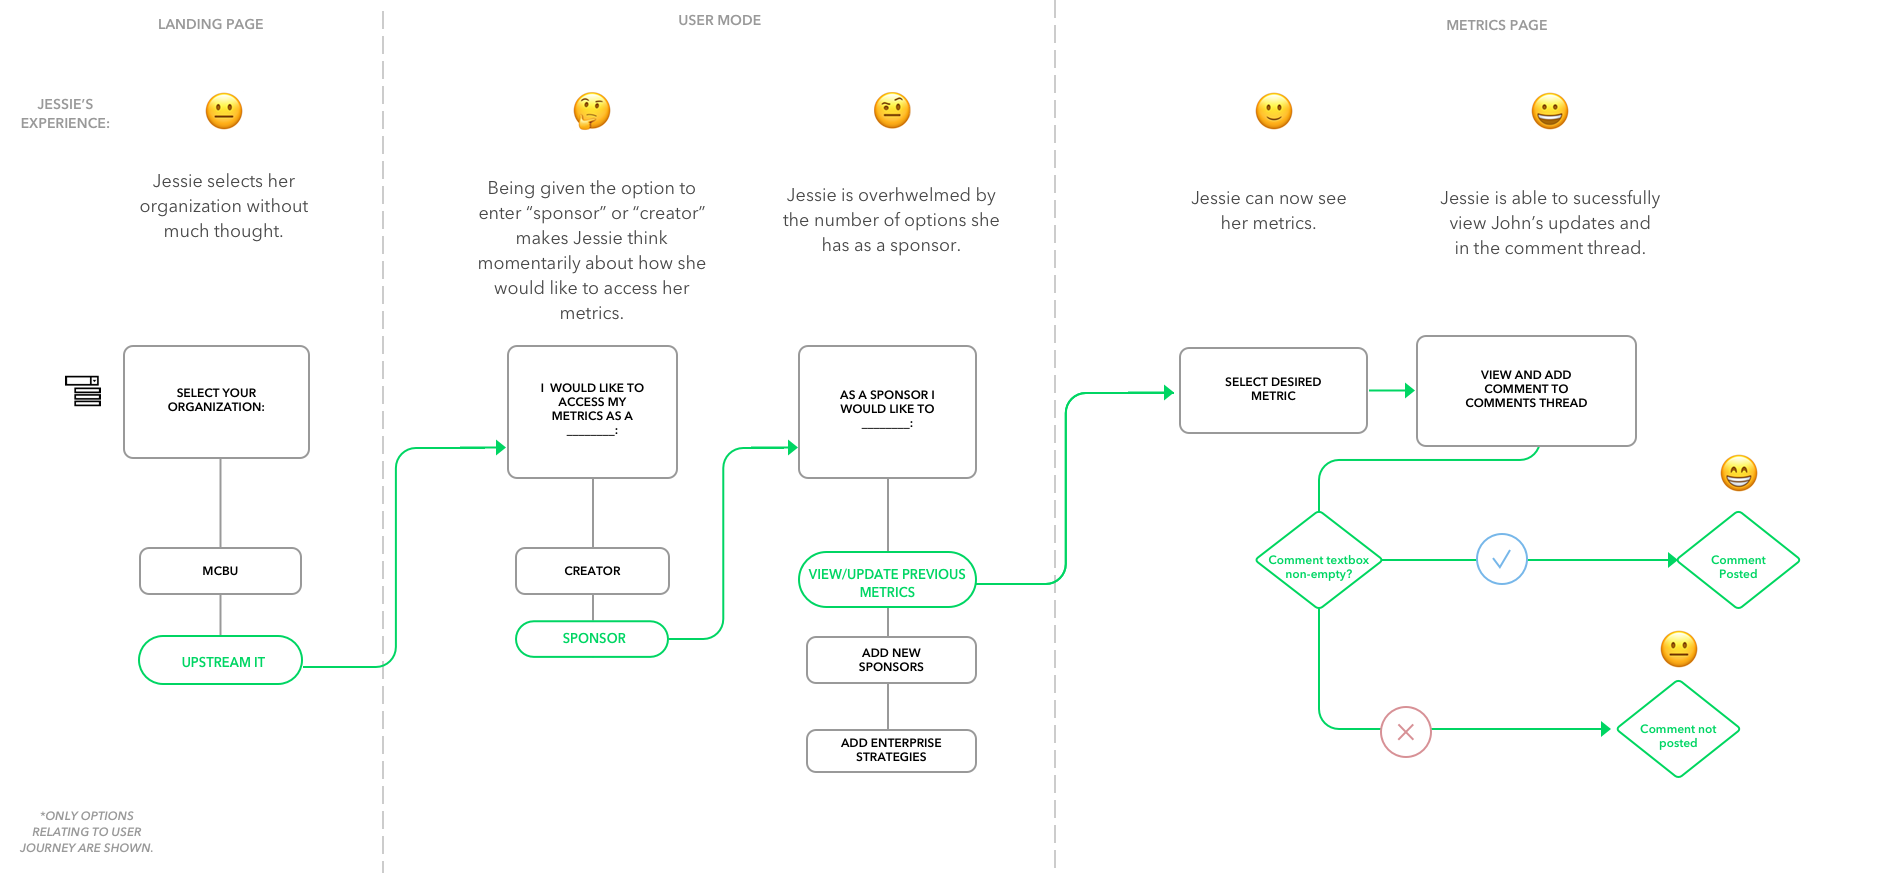 LANDING PAGE
USER MODE
METRICS PAGE
JESSIE'S
EXPERIENCE:
Jessie selects her
organization without
much thought.
Being given the option to
enter “sponsor” or “creator”
makes Jessie think
momentarily about how she
would like to access her
metrics.
Jessie is overhwelmed by
the number of options she
has as a sponsor.
Jessie can now see
her metrics.
Jessie is able to sucessfully
view John's updates and
in the comment thread.
SELECT YOUR
ORGANIZATION:
MCBU
UPSTREAM IT
I WOULD LIKE TO
ACCESS MY
METRICS AS A
________:
CREATOR
SPONSOR
AS A SPONSOR I
WOULD LIKE TO
________:
VIEW/UPDATE PREVIOUS
METRICS
ADD NEW
SPONSORS
ADD ENTERPRISE
STRATEGIES
SELECT DESIRED
METRIC
VIEW AND ADD
COMMENT TO
COMMENTS THREAD
Comment textbox
non-empty?
Comment
Posted
Comment not
posted
*ONLY OPTIONS
RELATING TO USER
JOURNEY ARE SHOWN.